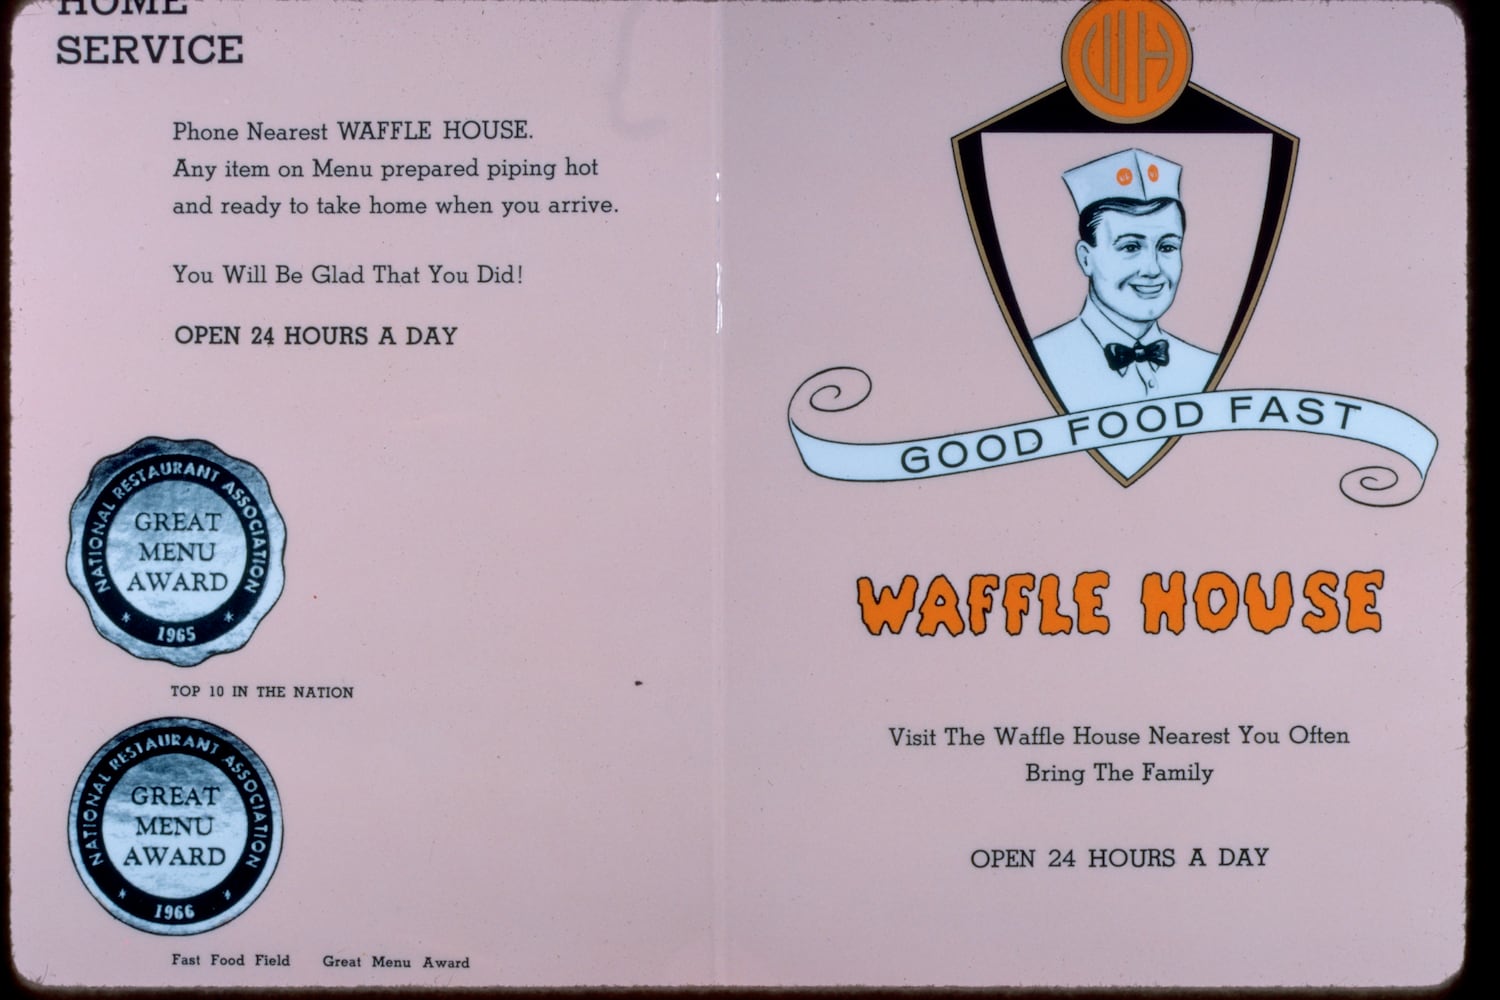 HOME
SERVICE
Phone Nearest WAFFLE HOUSE.
Any item on Menu prepared piping hot
and ready to take home when you arrive.
You Will Be Glad That You Did!
OPEN 24 HOURS A DAY
NATIONAL RESTAURANT ASSOCIATION
GREAT
MENU
AWARD
* 1965 *
TOP 10 IN THE NATION
NATIONAL RESTAURANT ASSOCIATION
GREAT
MENU
AWARD
* 1966 *
Fast Food Field Great Menu Award
WH
GOOD FOOD FAST
WAFFLE HOUSE
Visit The Waffle House Nearest You Often
Bring The Family
OPEN 24 HOURS A DAY